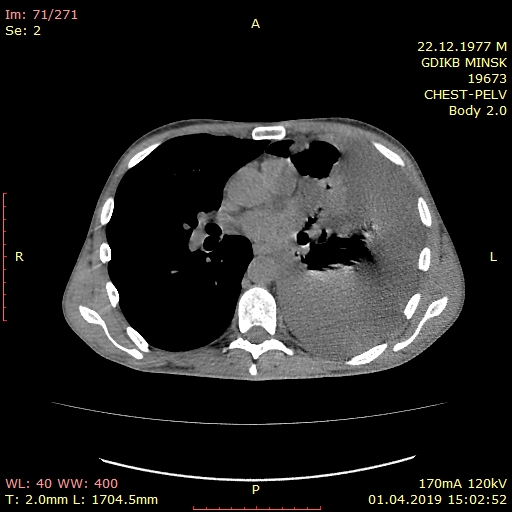 Im: 71/271
Se: 2
A
22.12.1977 M
GDIKB MINSK
19673
CHEST-PELV
Body 2.0
R
L
WL: 40 WW: 400
T: 2.0mm L: 1704.5mm
P
170mA 120kV
01.04.2019 15:02:52